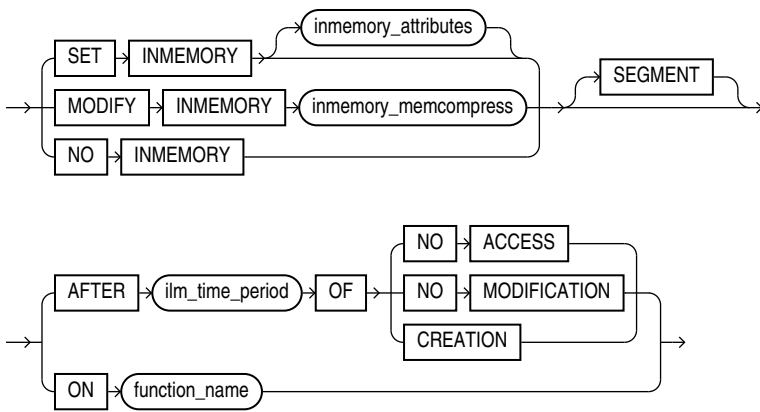 inmemory_attributes
SET INMEMORY
SEGMENT
MODIFY INMEMORY inmemory_memcompress
NO INMEMORY
NO ACCESS
AFTER ilm_time_period OF NO MODIFICATION
CREATION
ON function_name